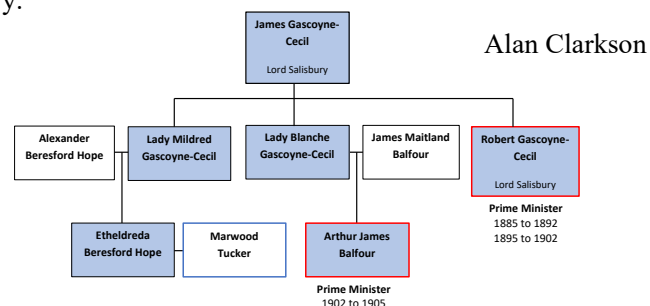 y.
James Gascoyne-
Cecil
Lord Salisbury
Alan Clarkson
Alexander
Beresford Hope
Lady Mildred
Gascoyne-Cecil
Lady Blanche
Gascoyne-Cecil
James Maitland
Balfour
Robert Gascoyne-
Cecil
Lord Salisbury
Prime Minister
1885 to 1892
1895 to 1902
Etheldreda
Beresford Hope
Marwood
Tucker
Arthur James
Balfour
Prime Minister
1902 to 1905